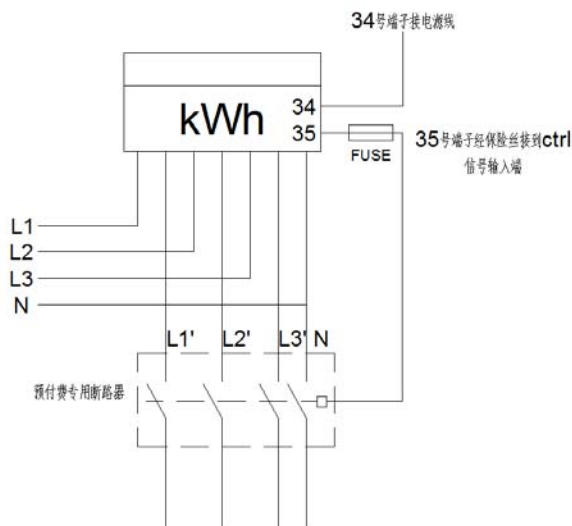 34号端子接电源线
kWh
34
35
FUSE
35号端子经保险丝接到ctrl
信号输入端
L1
L2
L3
N
L1' L2' L3' N
预付费专用断路器